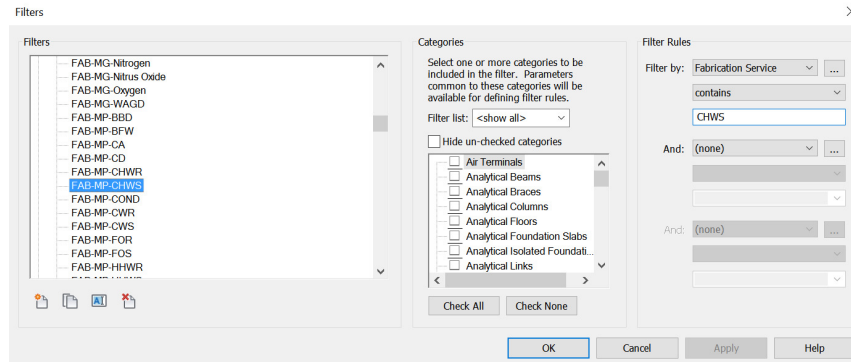 Filters
Filters
FAB-MG-Nitrogen
FAB-MG-Nitrus Oxide
FAB-MG-Oxygen
FAB-MG-WAGD
FAB-MP-BBD
FAB-MP-BFW
FAB-MP-CA
FAB-MP-CD
FAB-MP-CHWR
FAB-MP-CHWS
FAB-MP-COND
FAB-MP-CWR
FAB-MP-CWS
FAB-MP-FOR
FAB-MP-FOS
FAB-MP-HHWR
Categories
Select one or more categories to be
included in the filter. Parameters
common to these categories will be
available for defining filter rules.
Filter list: <show all>
Hide un-checked categories
Air Terminals
Analytical Beams
Analytical Braces
Analytical Columns
Analytical Floors
Analytical Foundation Slabs
Analytical Isolated Foundati...
Analytical Links
Check All Check None
Filter Rules
Filter by: Fabrication Service ...
contains
CHWS
And: (none) ...
And: (none) ...
OK Cancel Apply Help